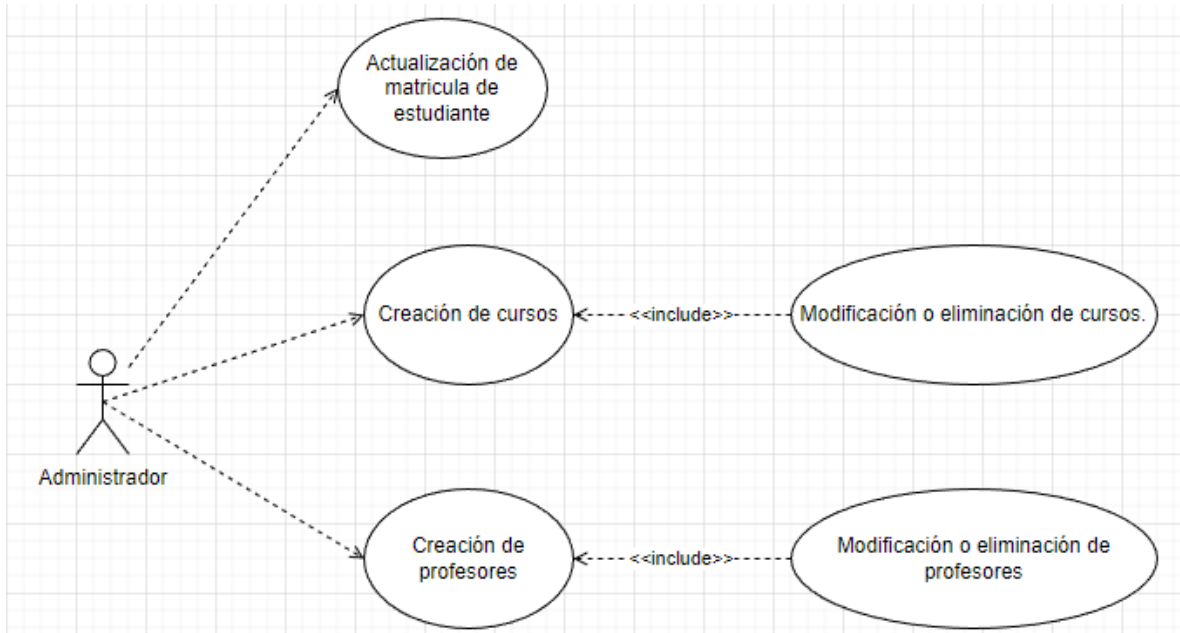 Actualización de
matricula de
estudiante
Creación de cursos
<<include>>
Modificación o eliminación de cursos.
Administrador
Creación de
profesores
<<include>>
Modificación o eliminación de
profesores